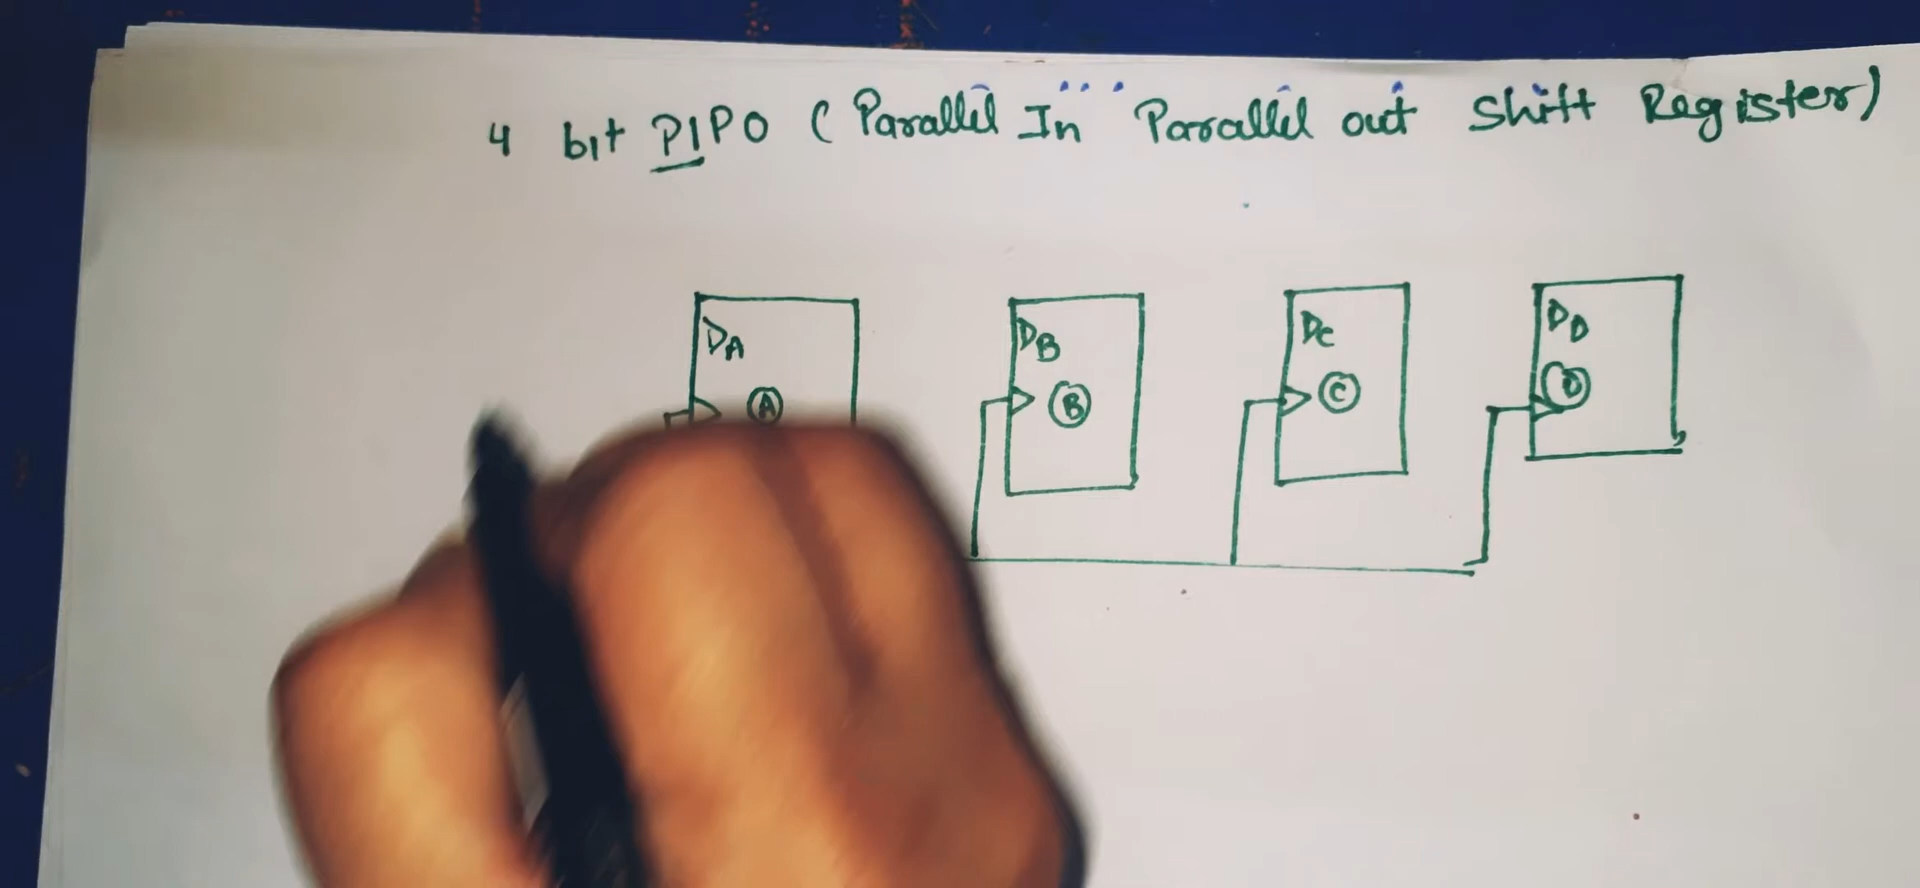 4 bit PIPO (Parallel In Parallel out Shift Register)
DA DB DC DD
A B C D